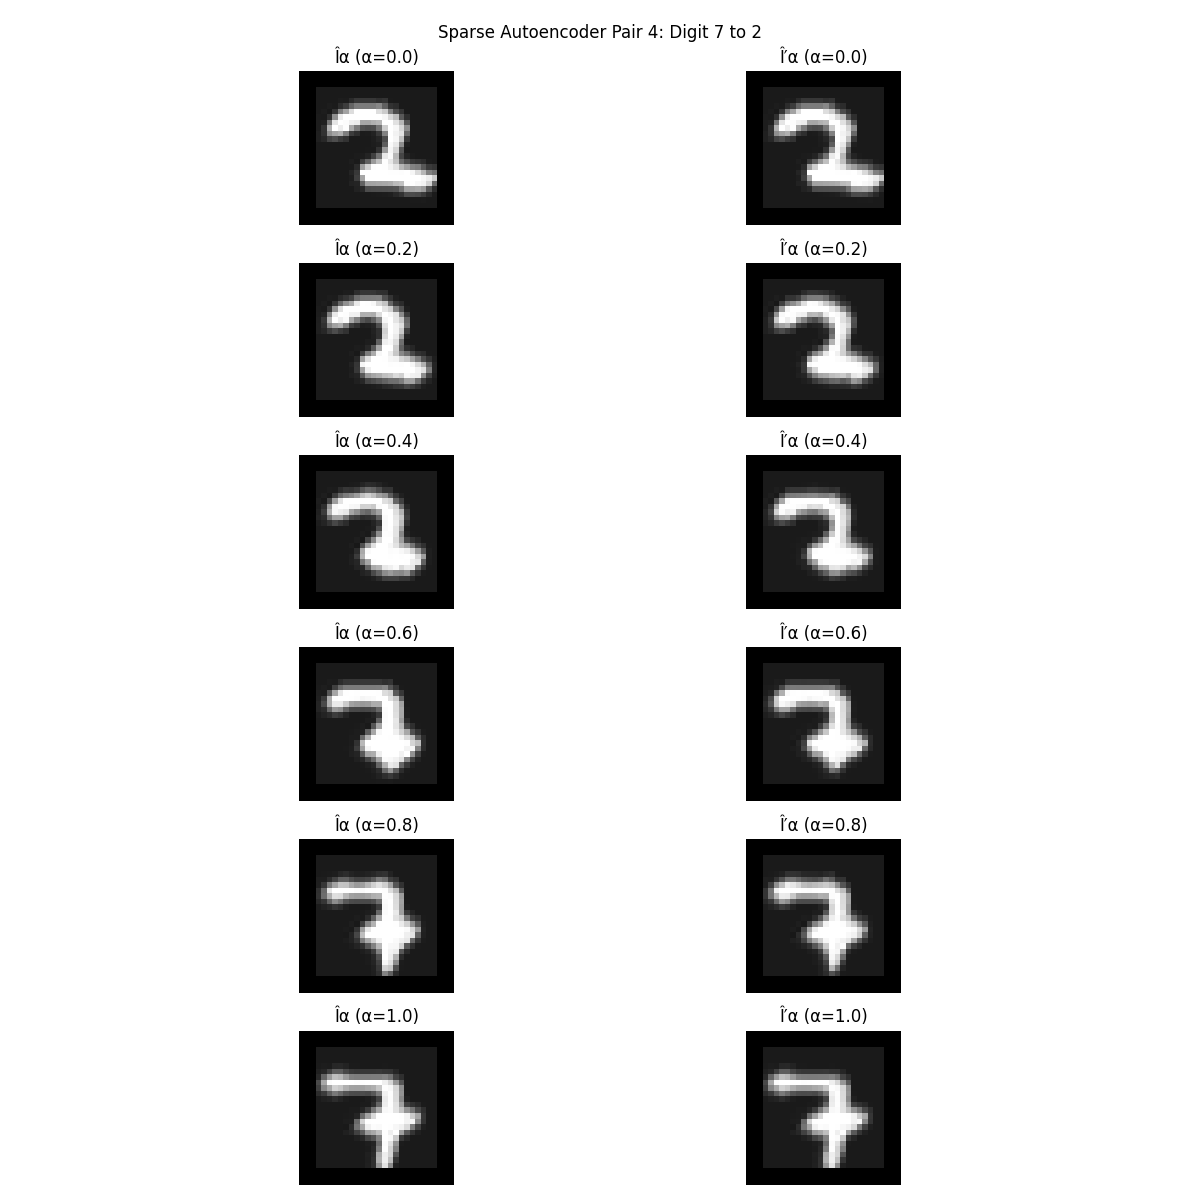 Sparse Autoencoder Pair 4: Digit 7 to 2
Îα (α=0.0) Î′α (α=0.0)
Îα (α=0.2) Î′α (α=0.2)
Îα (α=0.4) Î′α (α=0.4)
Îα (α=0.6) Î′α (α=0.6)
Îα (α=0.8) Î′α (α=0.8)
Îα (α=1.0) Î′α (α=1.0)